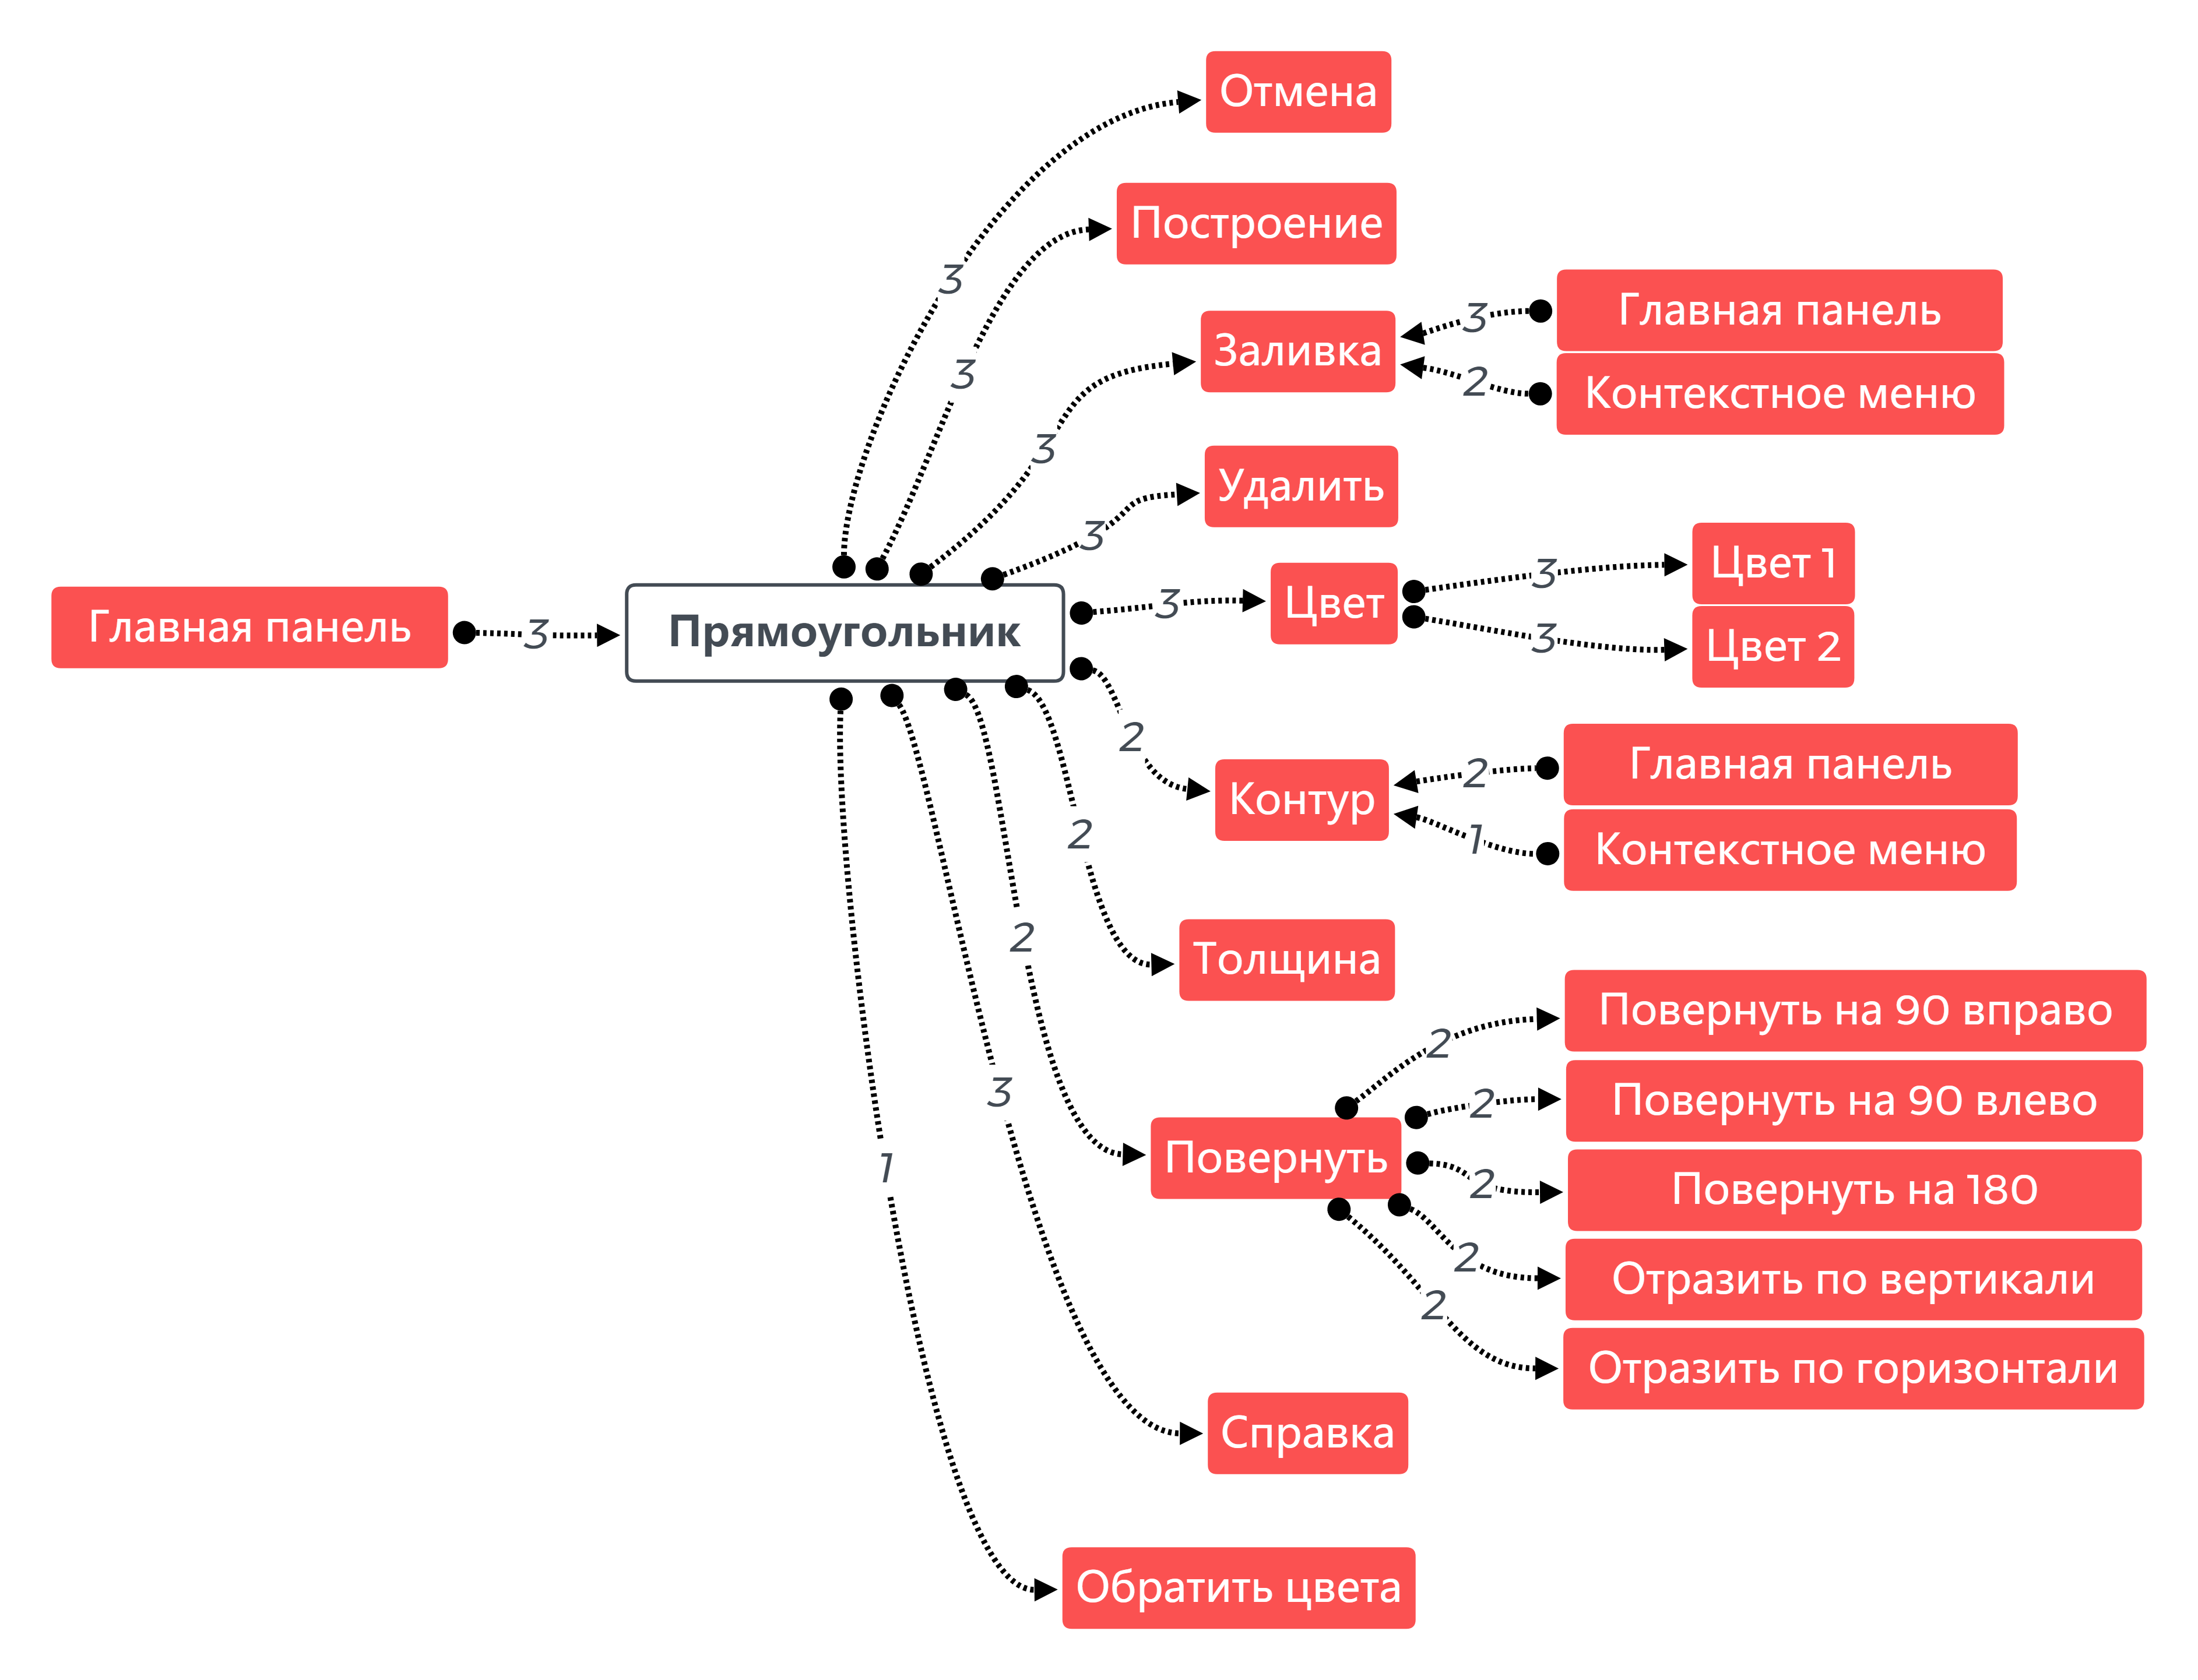 Отмена
3
Построение
3
Заливка
3
Главная панель
3
Контекстное меню
2
Удалить
3
Главная панель
3
Прямоугольник
Цвет
3
Цвет 1
3
Цвет 2
3
Контур
2
Главная панель
2
Контекстное меню
1
Толщина
2
Повернуть
2
Повернуть на 90 вправо
2
Повернуть на 90 влево
2
Повернуть на 180
2
Отразить по вертикали
2
Отразить по горизонтали
2
Справка
3
Обратить цвета
1